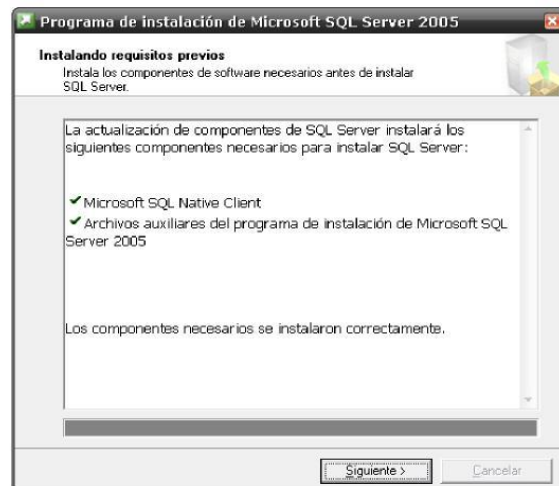 Programa de instalación de Microsoft SQL Server 2005
Instalando requisitos previos
Instala los componentes de software necesarios antes de instalar
SQL Server.
La actualización de componentes de SQL Server instalará los
siguientes componentes necesarios para instalar SQL Server:
Microsoft SQL Native Client
Archivos auxiliares del programa de instalación de Microsoft SQL
Server 2005
Los componentes necesarios se instalaron correctamente.
Siguiente >
Cancelar